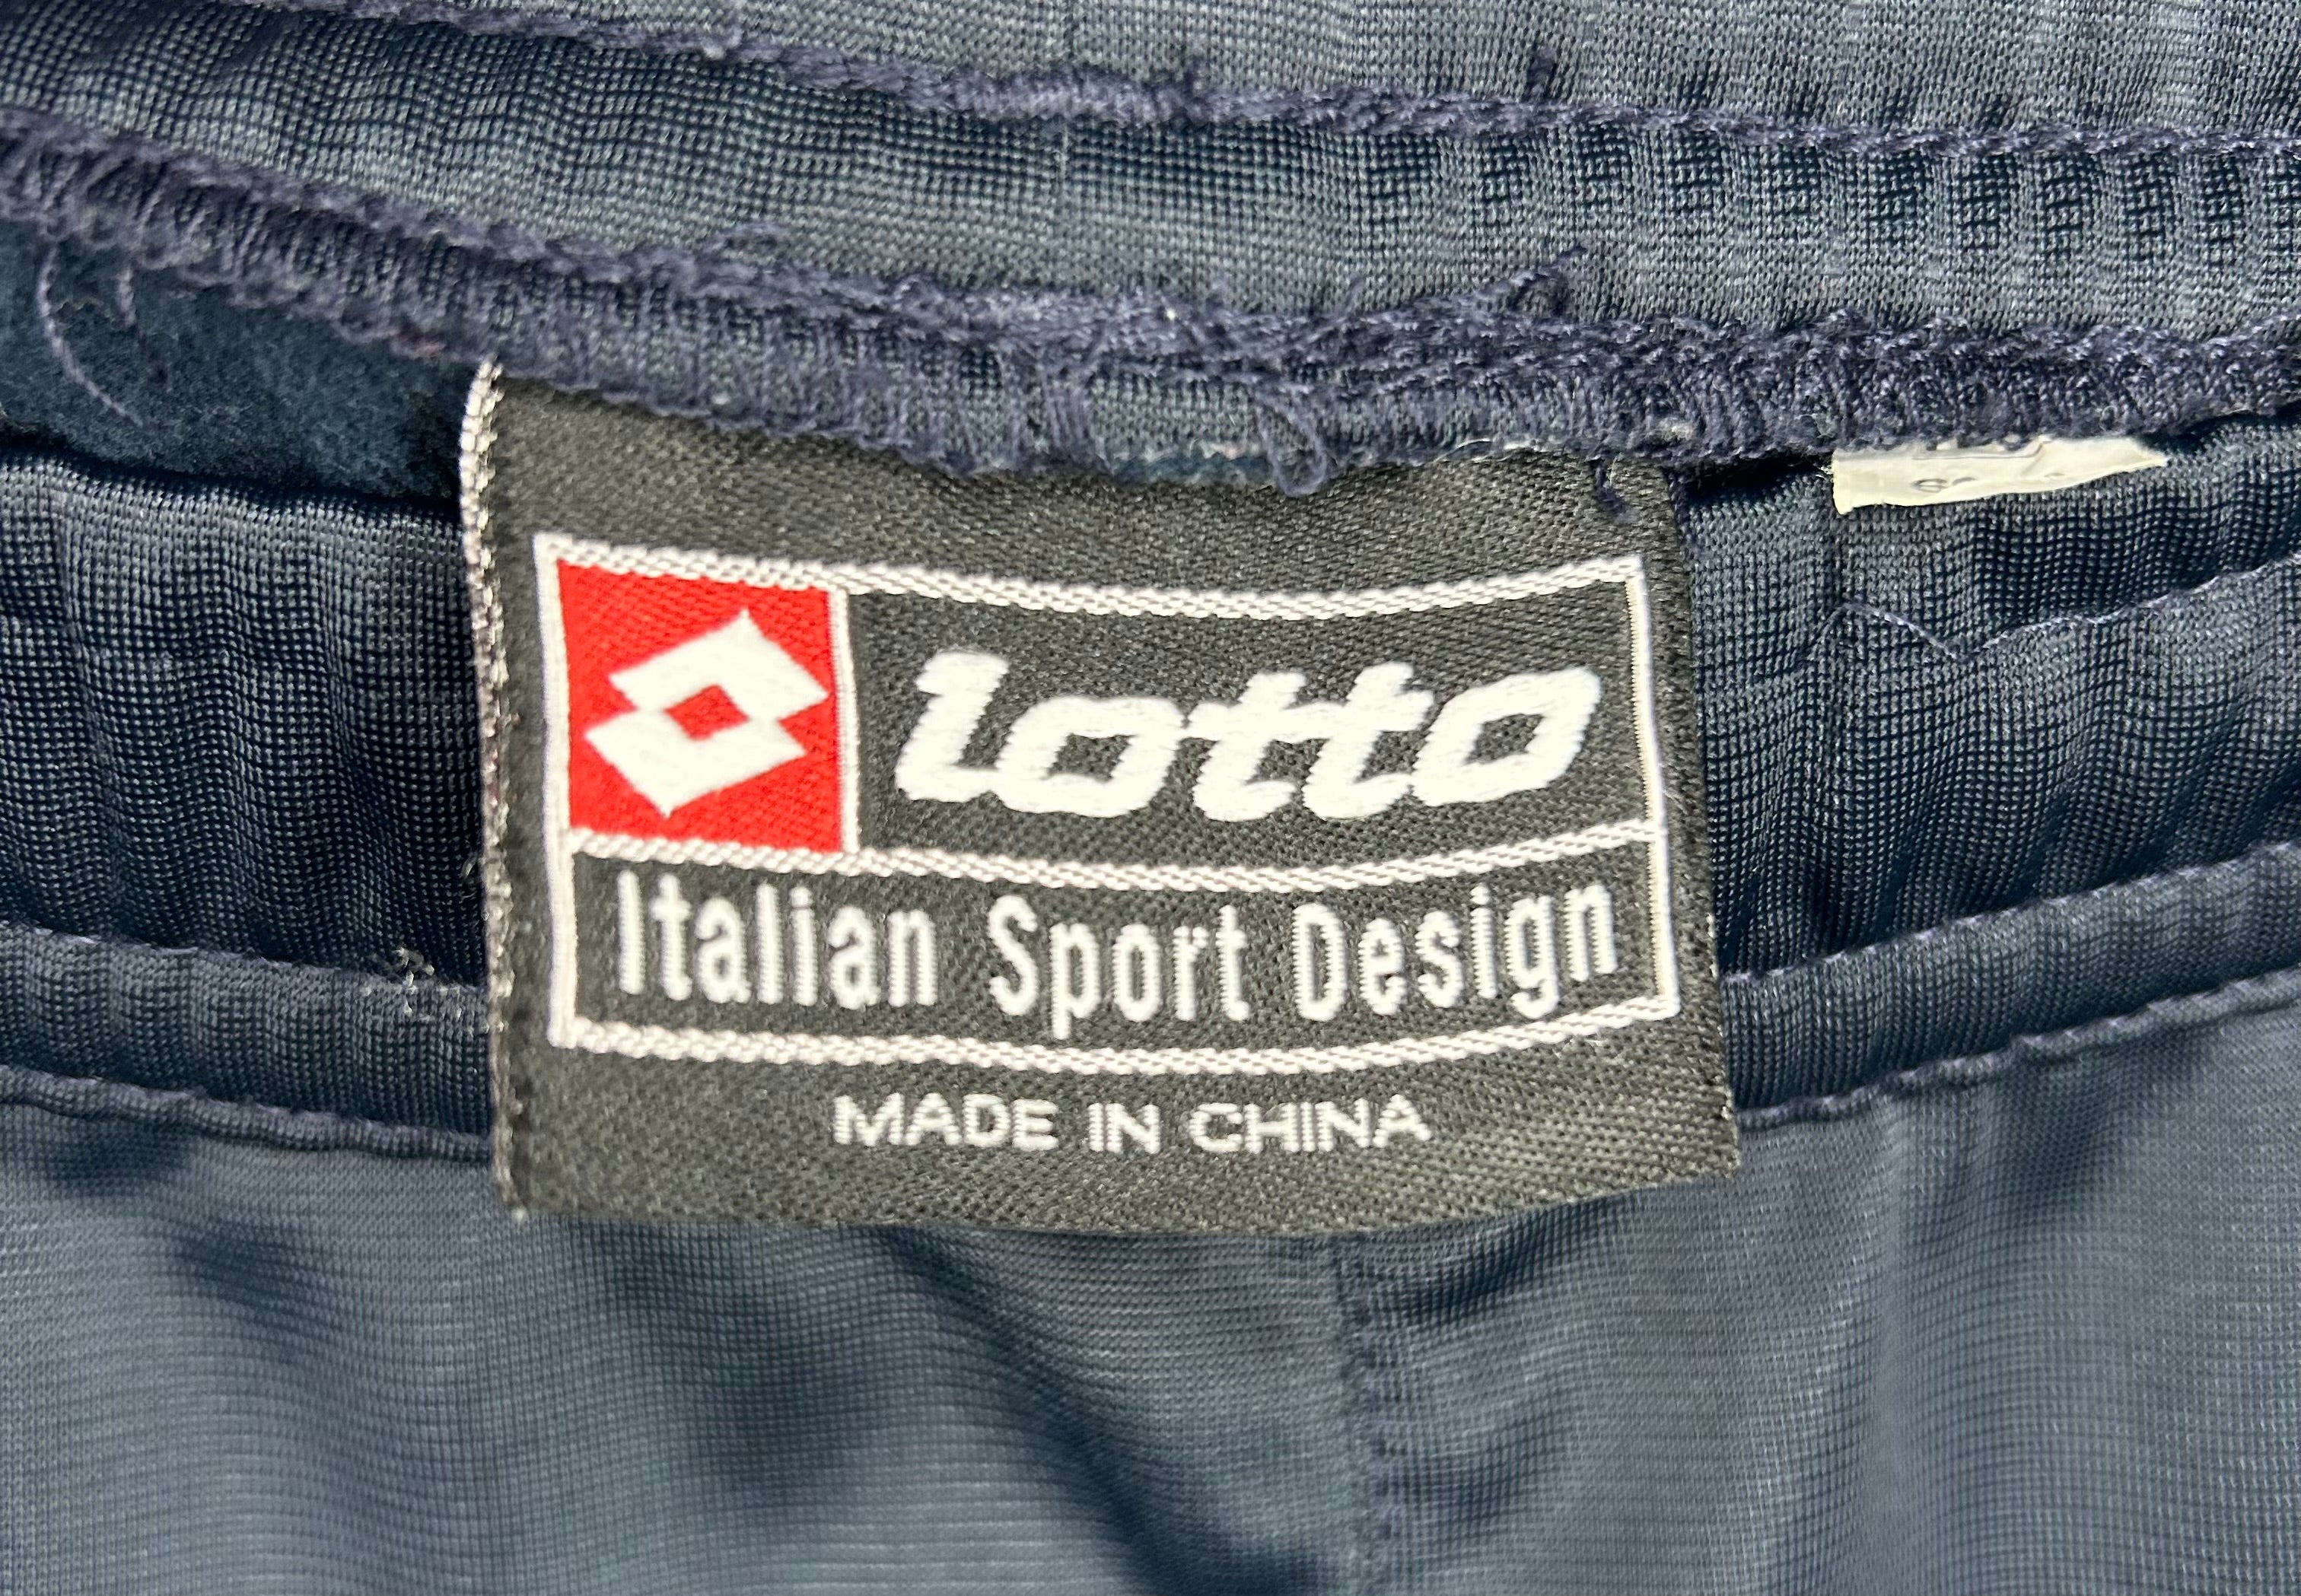 lotto
Italian Sport Design
MADE IN CHINA